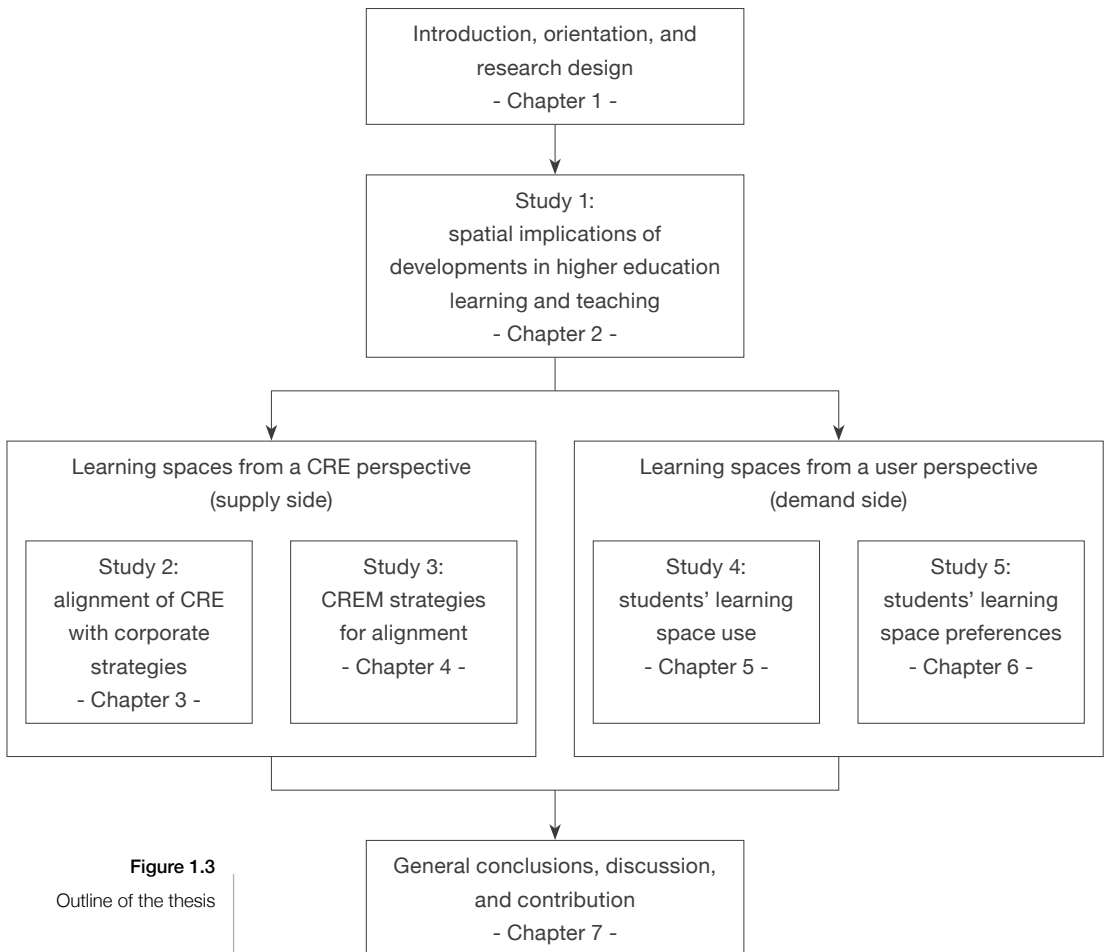 Introduction, orientation, and
research design
- Chapter 1 -
Study 1:
spatial implications of
developments in higher education
learning and teaching
- Chapter 2 -
Learning spaces from a CRE perspective
(supply side)
Study 2:
alignment of CRE
with corporate
strategies
- Chapter 3 -
Study 3:
CREM strategies
for alignment
- Chapter 4 -
Learning spaces from a user perspective
(demand side)
Study 4:
students’ learning
space use
- Chapter 5 -
Study 5:
students’ learning
space preferences
- Chapter 6 -
General conclusions, discussion,
and contribution
- Chapter 7 -
Figure 1.3
Outline of the thesis